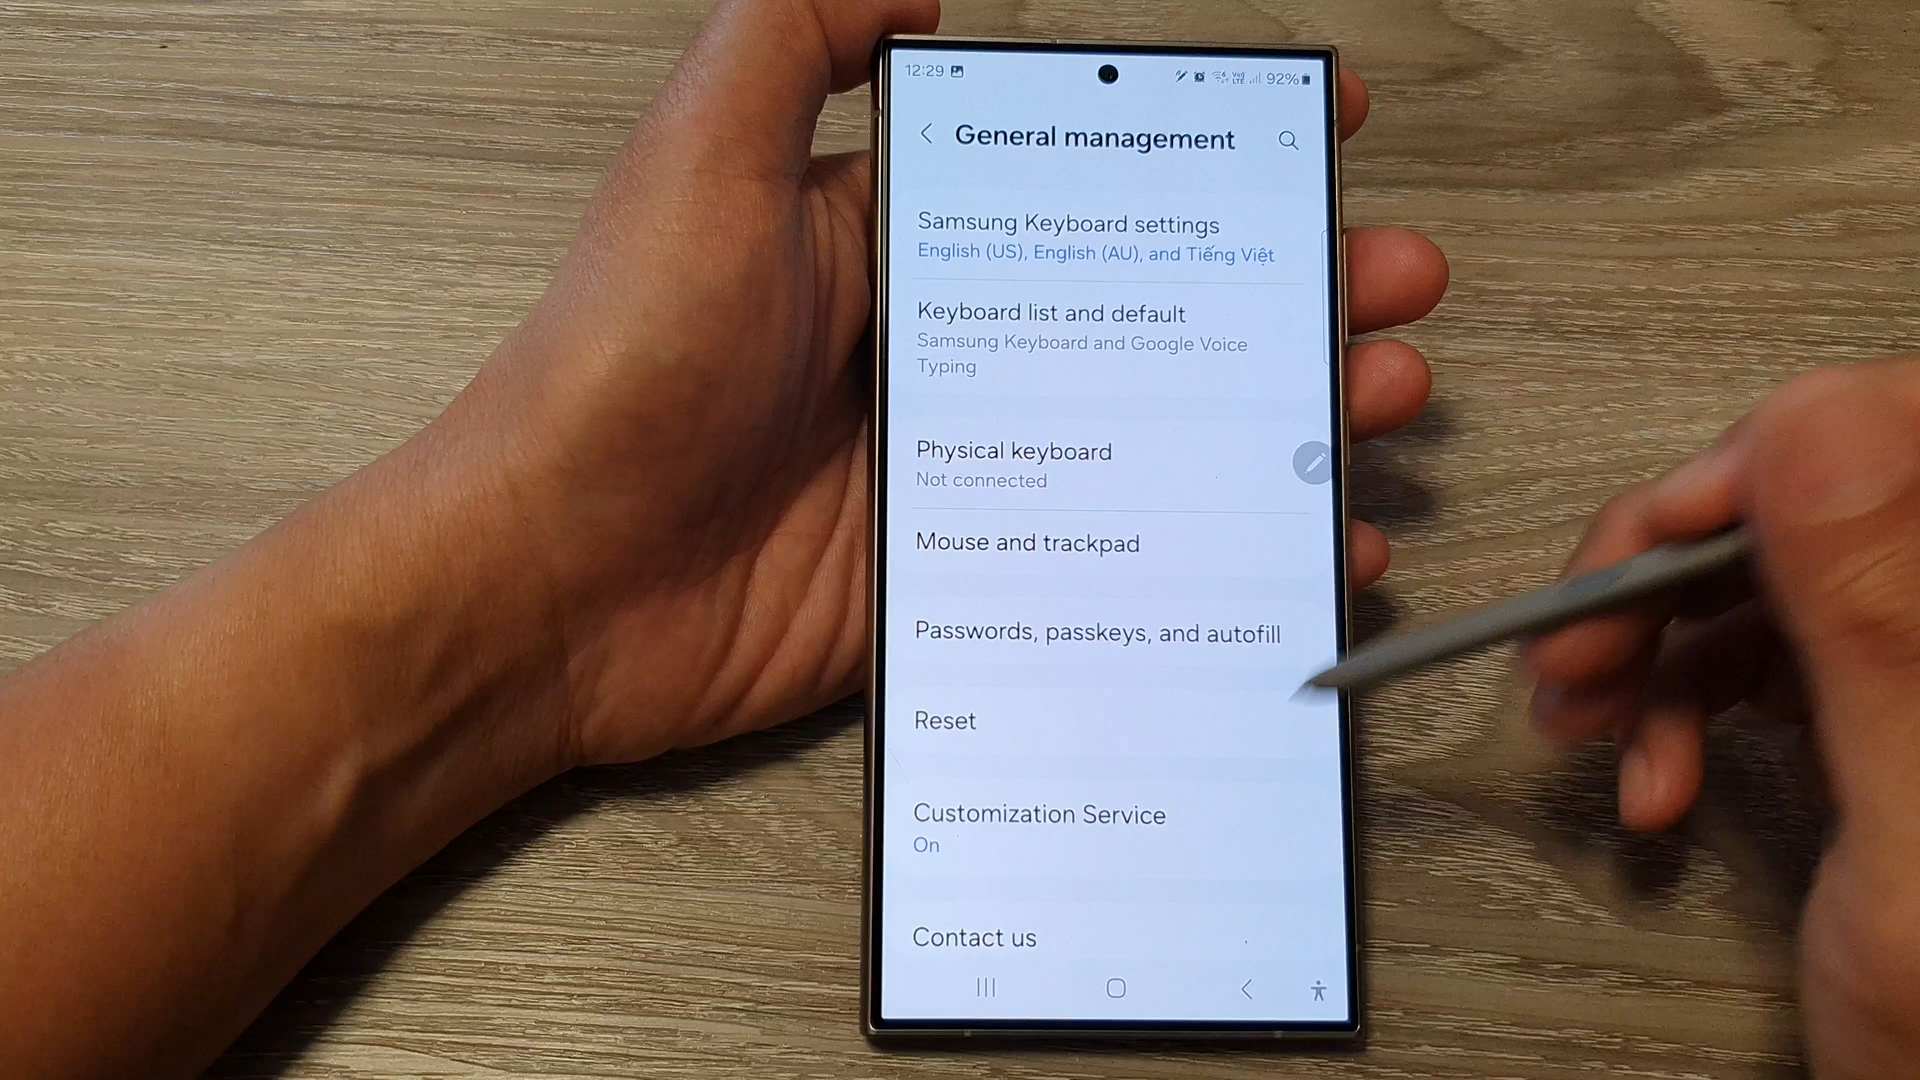 12:29 92%
General management
Samsung Keyboard settings
English (US), English (AU), and Tiếng Việt
Keyboard list and default
Samsung Keyboard and Google Voice
Typing
Physical keyboard
Not connected
Mouse and trackpad
Passwords, passkeys, and autofill
Reset
Customization Service
On
Contact us